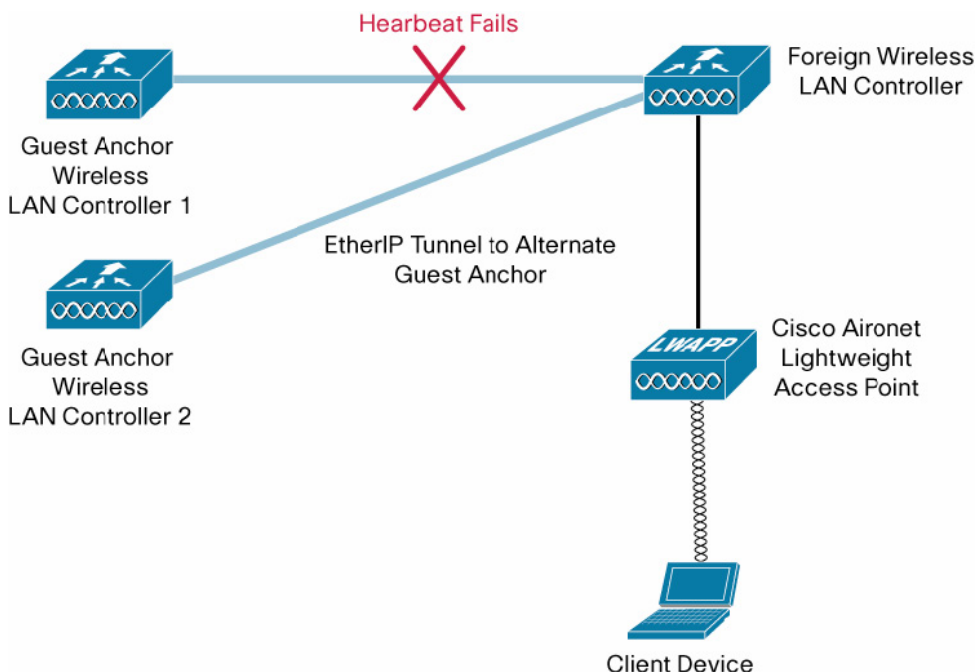 Hearbeat Fails
Foreign Wireless
LAN Controller
Guest Anchor
Wireless
LAN Controller 1
EtherIP Tunnel to Alternate
Guest Anchor
Guest Anchor
Wireless
LAN Controller 2
LWAPP
Cisco Aironet
Lightweight
Access Point
Client Device